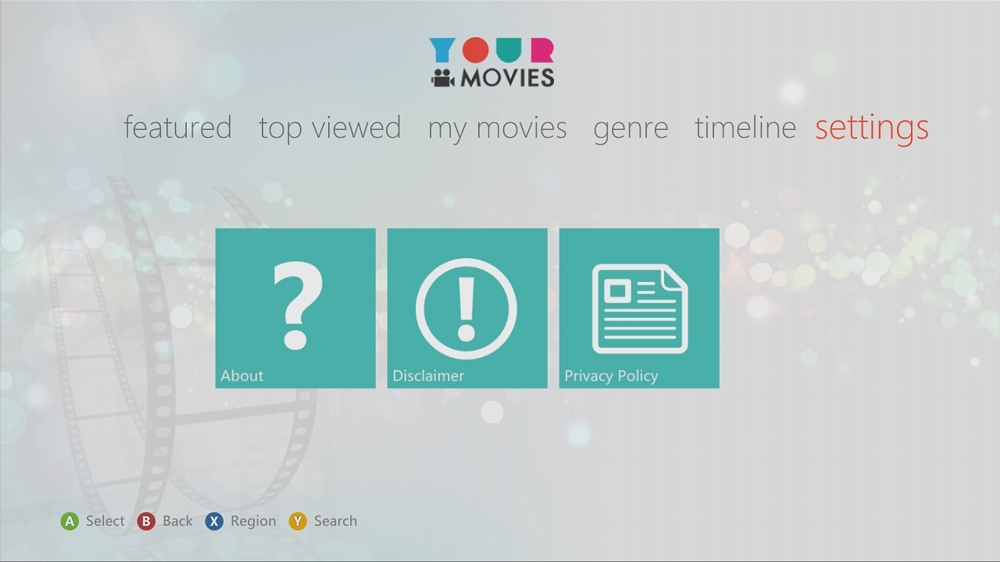 YOUR
MOVIES
featured top viewed my movies genre timeline settings
?
!
About
Disclaimer
Privacy Policy
A Select B Back X Region Y Search